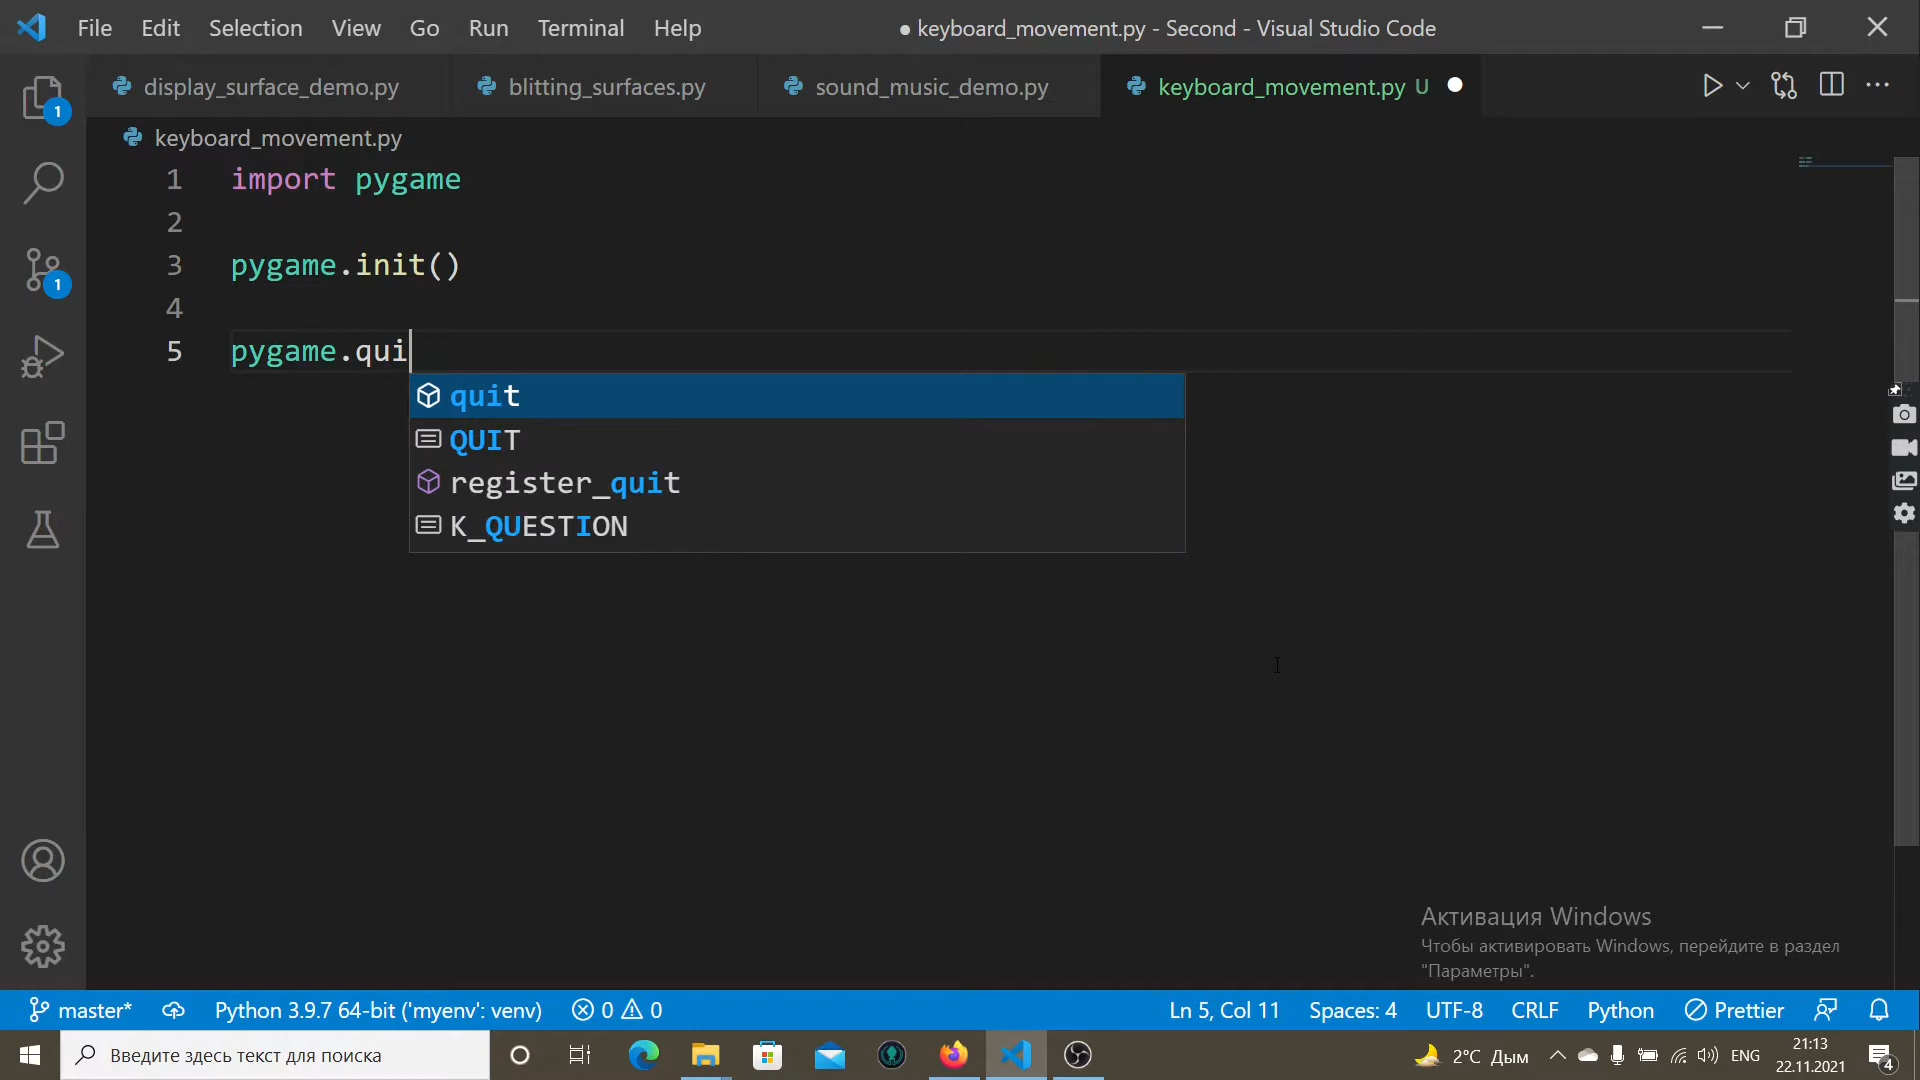 File Edit Selection View Go Run Terminal Help
● keyboard_movement.py - Second - Visual Studio Code
display_surface_demo.py
blitting_surfaces.py
sound_music_demo.py
keyboard_movement.py U
keyboard_movement.py
1 import pygame
2
3 pygame.init()
4
5 pygame.qui
quit
QUIT
register_quit
K_QUESTION
1
1
Активация Windows
Чтобы активировать Windows, перейдите в раздел
"Параметры".
master* Python 3.9.7 64-bit ('myenv': venv) 0 0 Ln 5, Col 11 Spaces: 4 UTF-8 CRLF Python Prettier
Введите здесь текст для поиска
2°C Дым
ENG
21:13
22.11.2021
4